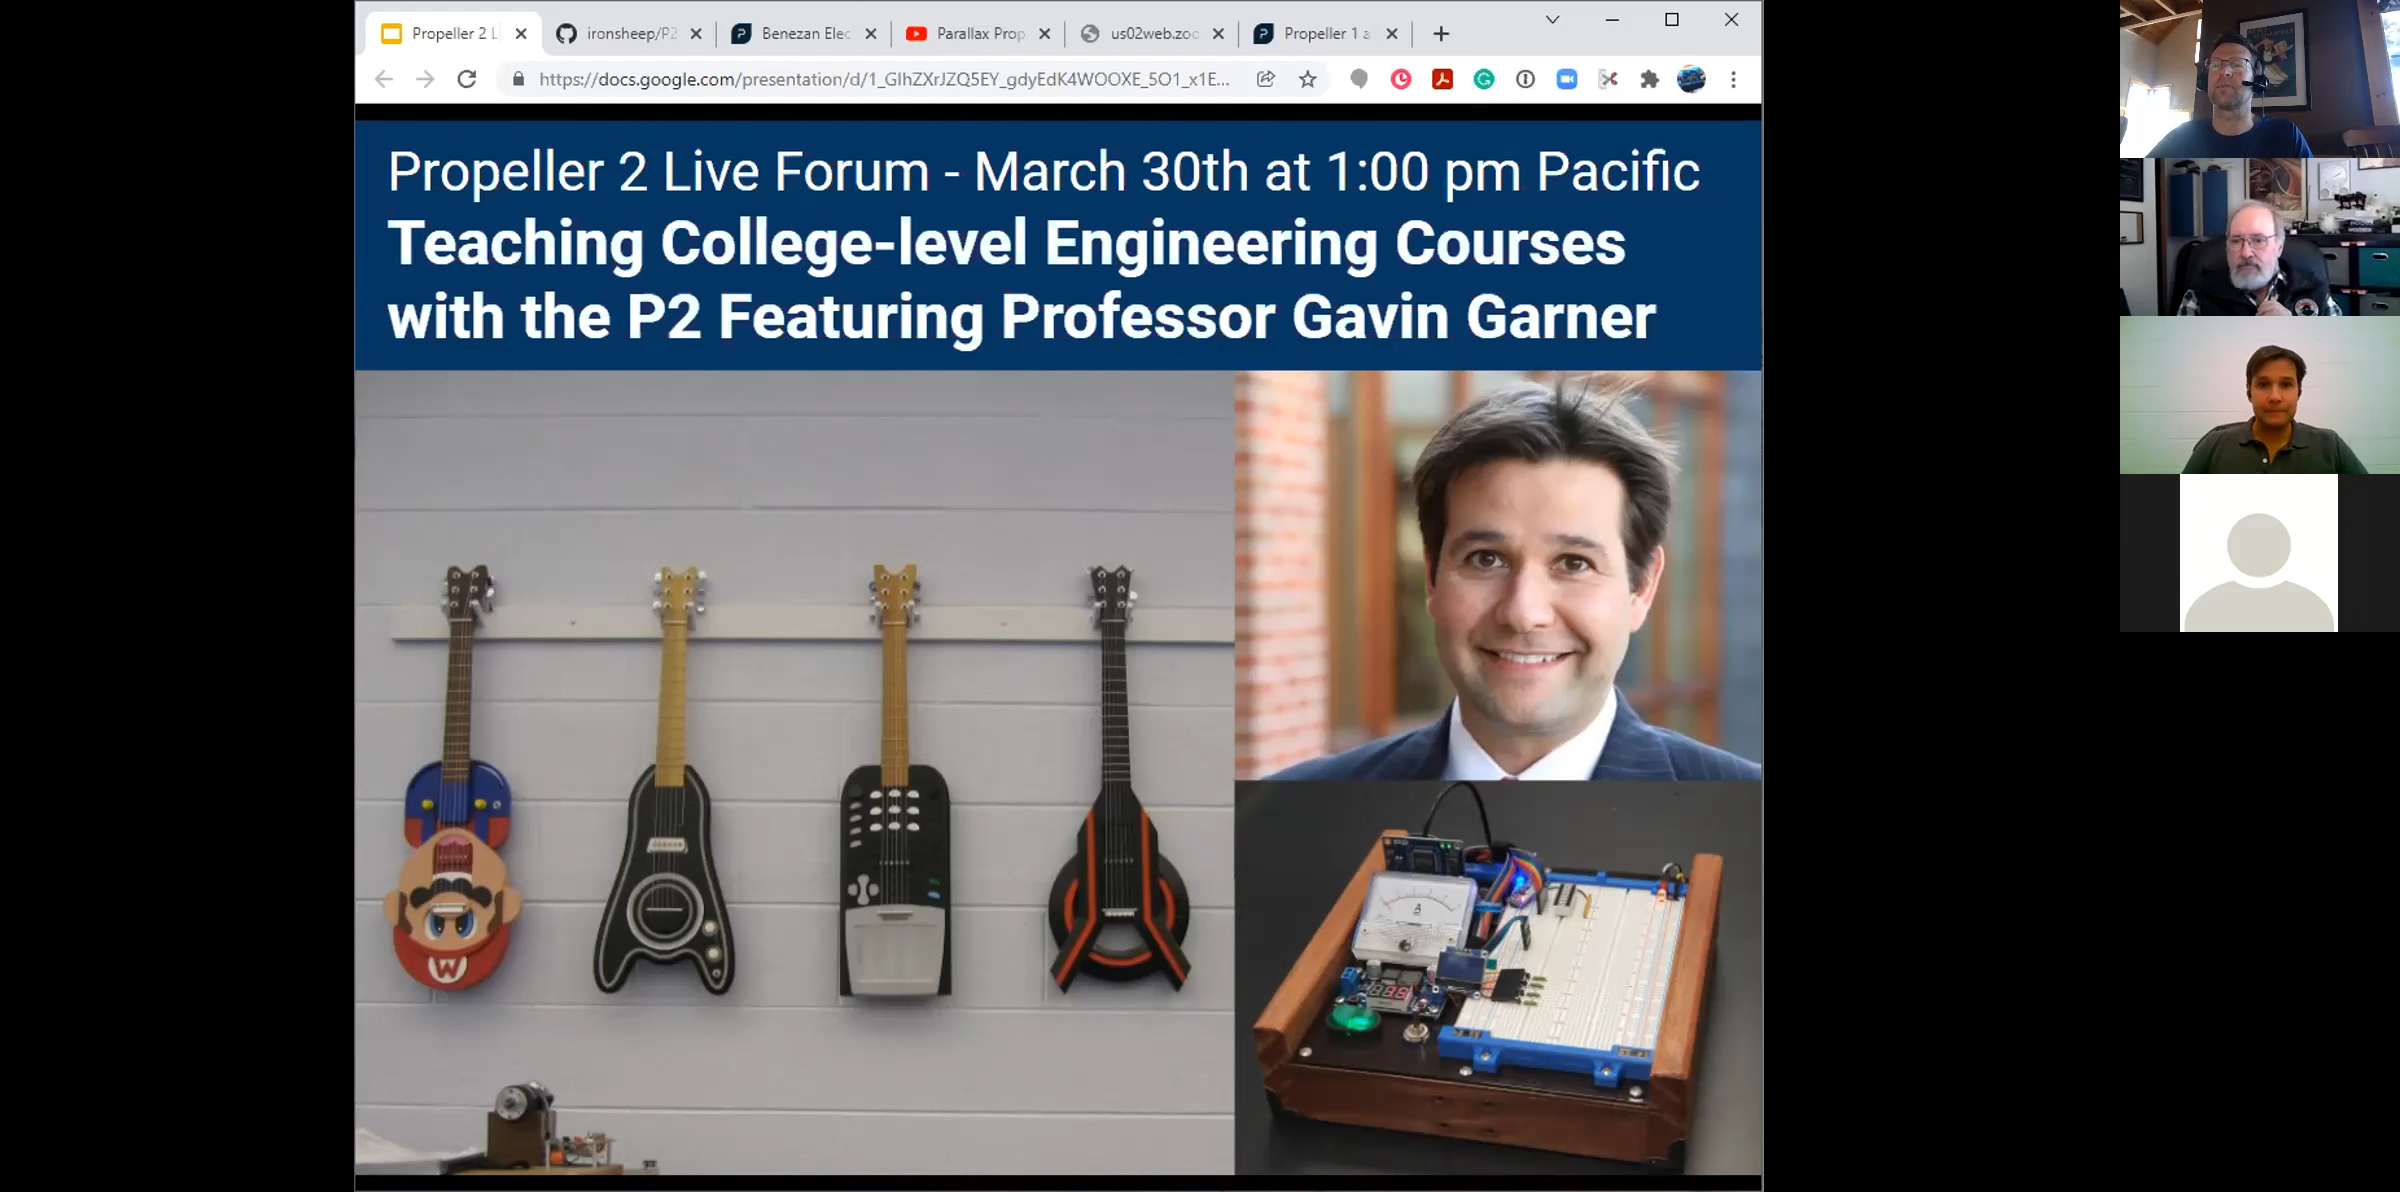 Propeller 2 L
ironsheep/P2
Benezan Elec
Parallax Prop
us02web.zoo
Propeller 1 a
https://docs.google.com/presentation/d/1_GIhZXrJZQ5EY_gdyEdK4WOOXE_5O1_x1E...
Propeller 2 Live Forum - March 30th at 1:00 pm Pacific
Teaching College-level Engineering Courses
with the P2 Featuring Professor Gavin Garner
A